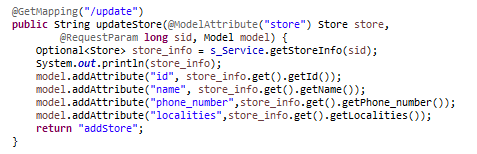 @GetMapping("/update")
public String updateStore(@ModelAttribute("store") Store store,
@RequestParam long sid, Model model) {
Optional<Store> store_info = s_Service.getStoreInfo(sid);
System.out.println(store_info);
model.addAttribute("id", store_info.get().getId());
model.addAttribute("name", store_info.get().getName());
model.addAttribute("phone_number",store_info.get().getPhone_number());
model.addAttribute("localities",store_info.get().getLocalities());
return "addStore";
}